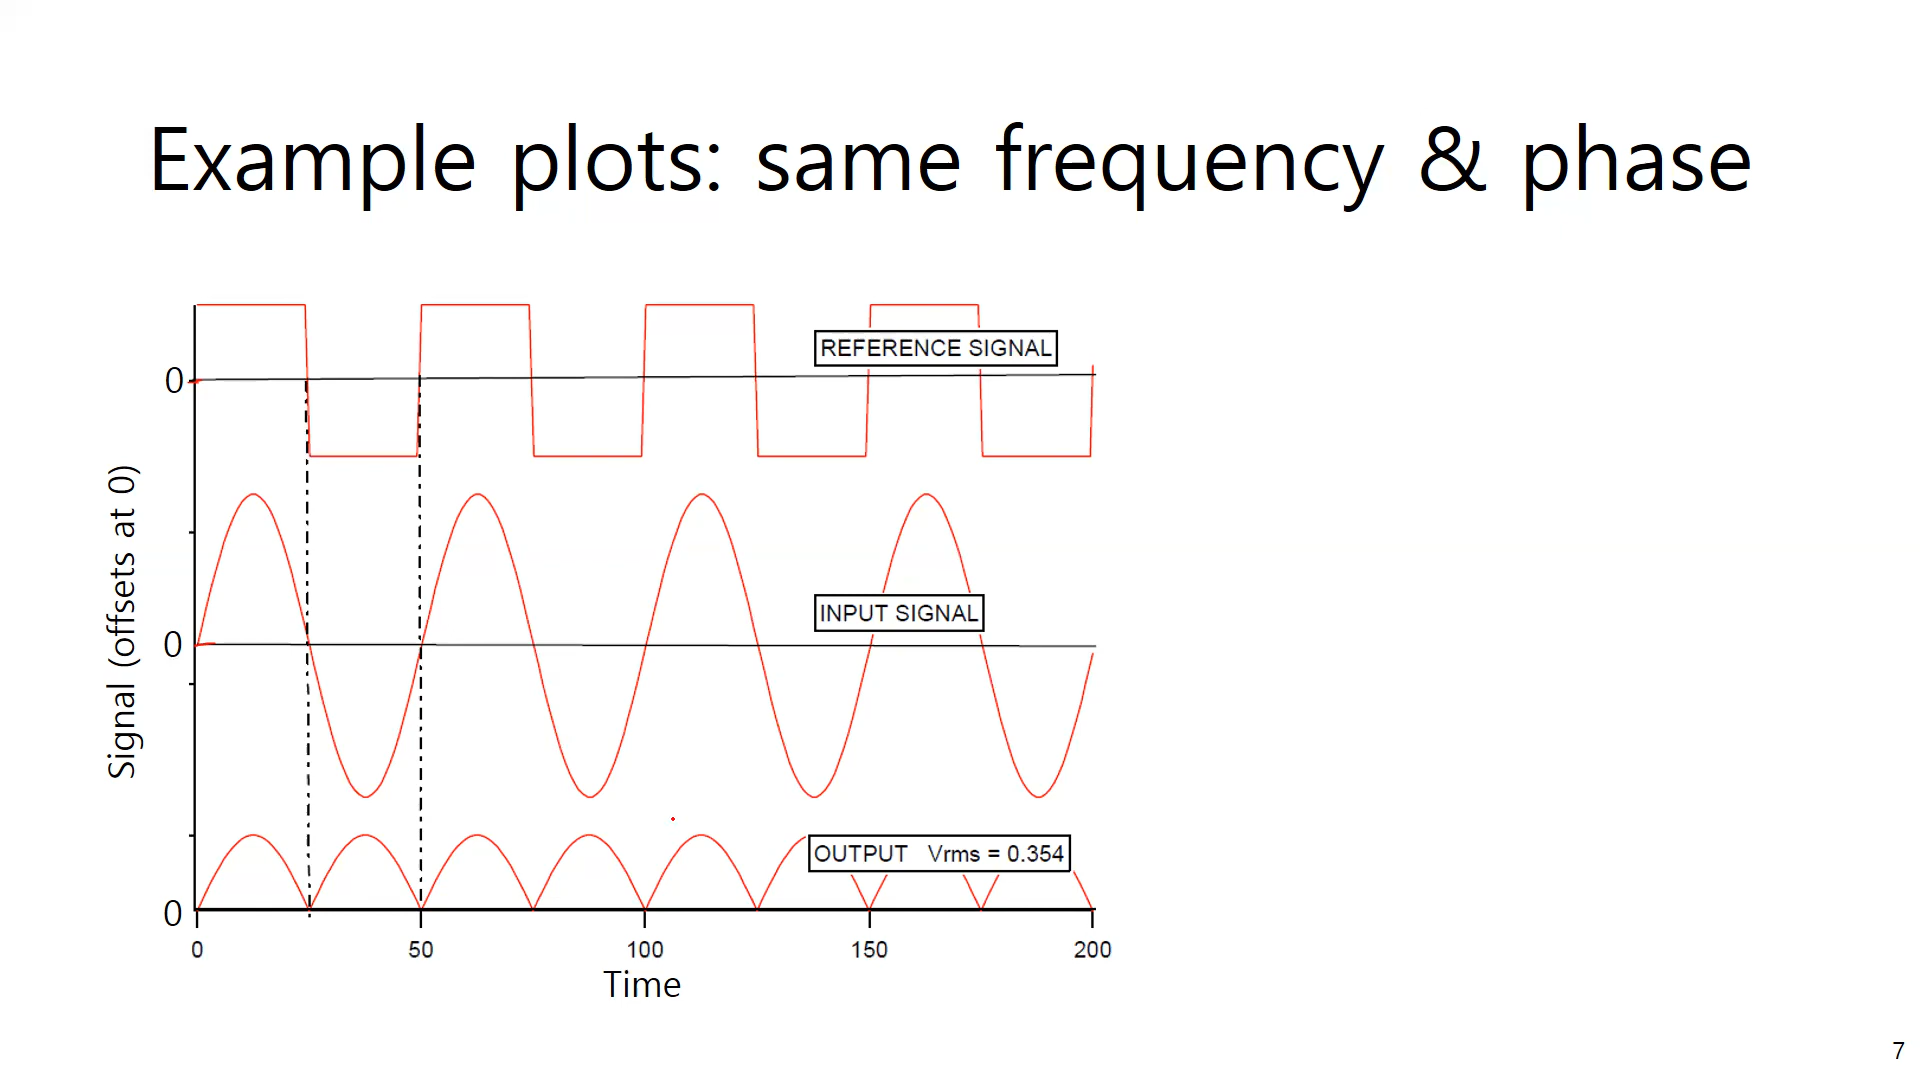 Example plots: same frequency & phase
REFERENCE SIGNAL
0
Signal (offsets at 0)
INPUT SIGNAL
0
OUTPUT Vrms = 0.354
0
0 50 100 150 200
Time
7